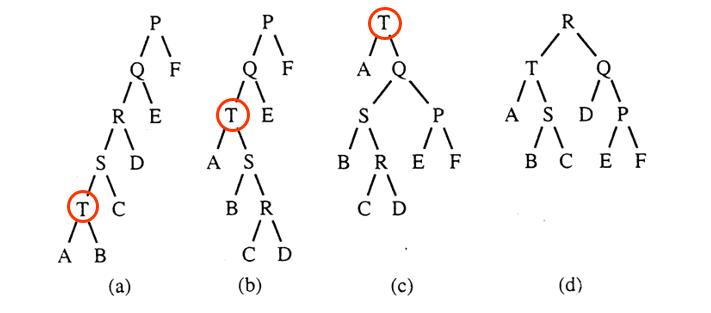 P
Q F
R E
S D
T C
A B
(a)
P
Q F
T E
A S
B R
C D
(b)
T
A Q
S P
B R E F
C D
(c)
R
T Q
A S D P
B C E F
(d)